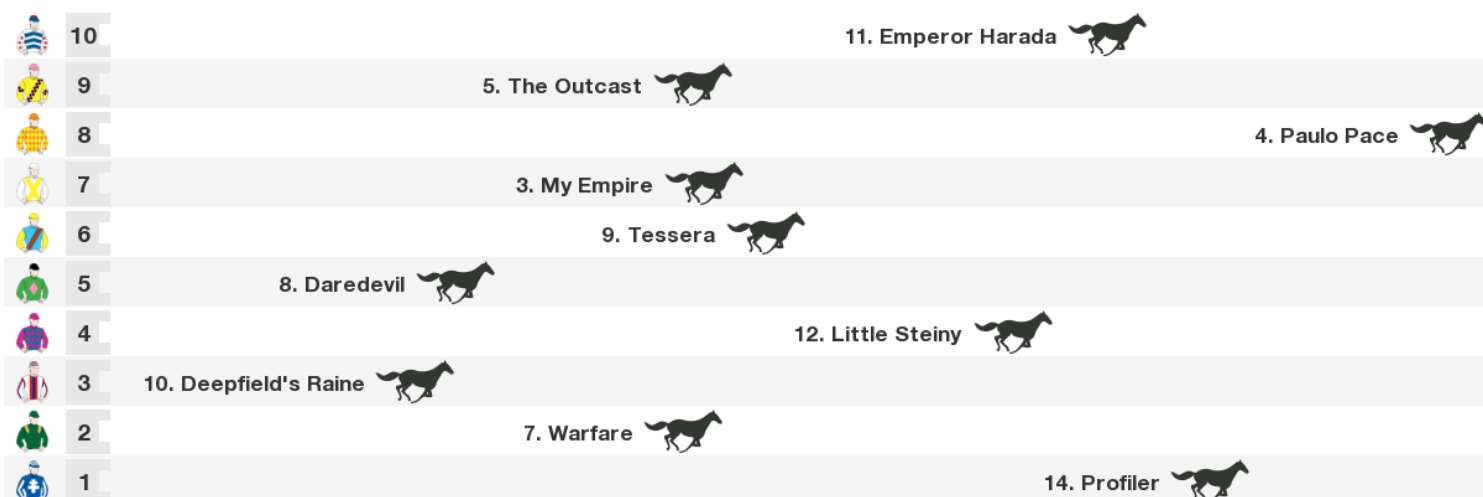 10 11. Emperor Harada
9 5. The Outcast
8 4. Paulo Pace
7 3. My Empire
6 9. Tessera
5 8. Daredevil
4 12. Little Steiny
3 10. Deepfield's Raine
2 7. Warfare
1 14. Profiler